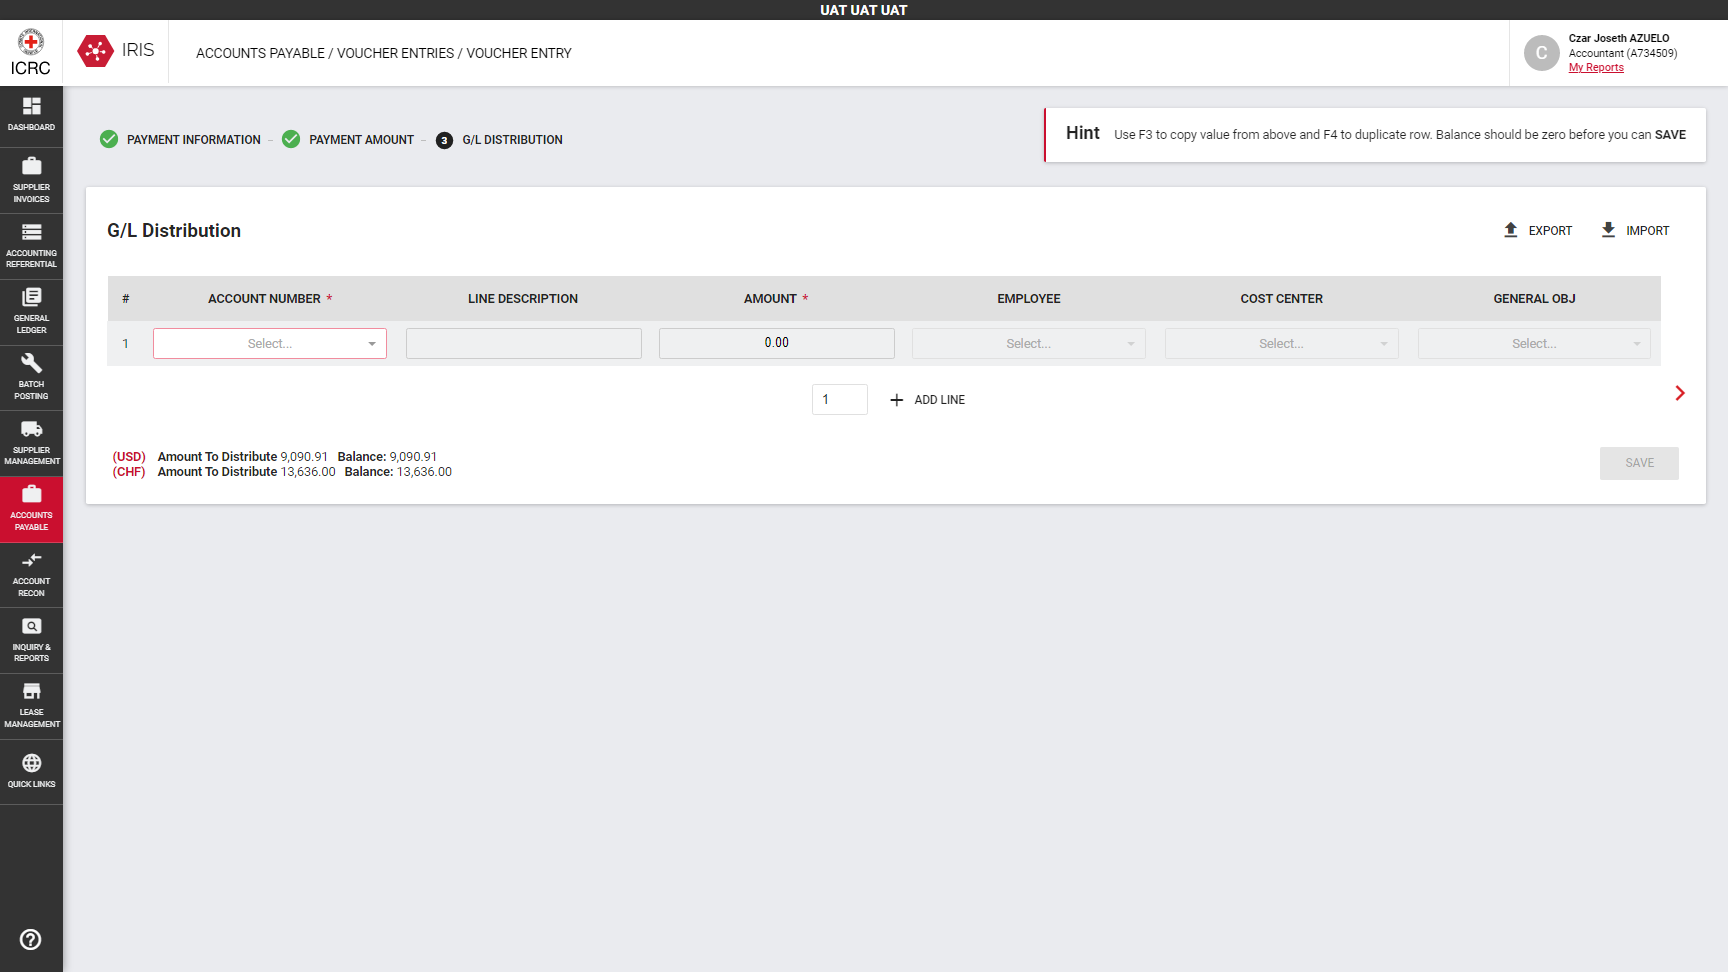 UAT UAT UAT
ICRC
IRIS
ACCOUNTS PAYABLE / VOUCHER ENTRIES / VOUCHER ENTRY
C
Czar Joseth AZUELO
Accountant (A734509)
My Reports
DASHBOARD
SUPPLIER
INVOICES
ACCOUNTING
REFERENTIAL
GENERAL
LEDGER
BATCH
POSTING
SUPPLIER
MANAGEMENT
ACCOUNTS
PAYABLE
ACCOUNT
RECON
INQUIRY &
REPORTS
LEASE
MANAGEMENT
QUICK LINKS
PAYMENT INFORMATION – PAYMENT AMOUNT – 3 G/L DISTRIBUTION
Hint Use F3 to copy value from above and F4 to duplicate row. Balance should be zero before you can SAVE
G/L Distribution
EXPORT IMPORT
# ACCOUNT NUMBER * LINE DESCRIPTION AMOUNT * EMPLOYEE COST CENTER GENERAL OBJ
1 Select... 0.00 Select... Select... Select...
1 ADD LINE
(USD) Amount To Distribute 9,090.91 Balance: 9,090.91
(CHF) Amount To Distribute 13,636.00 Balance: 13,636.00
SAVE